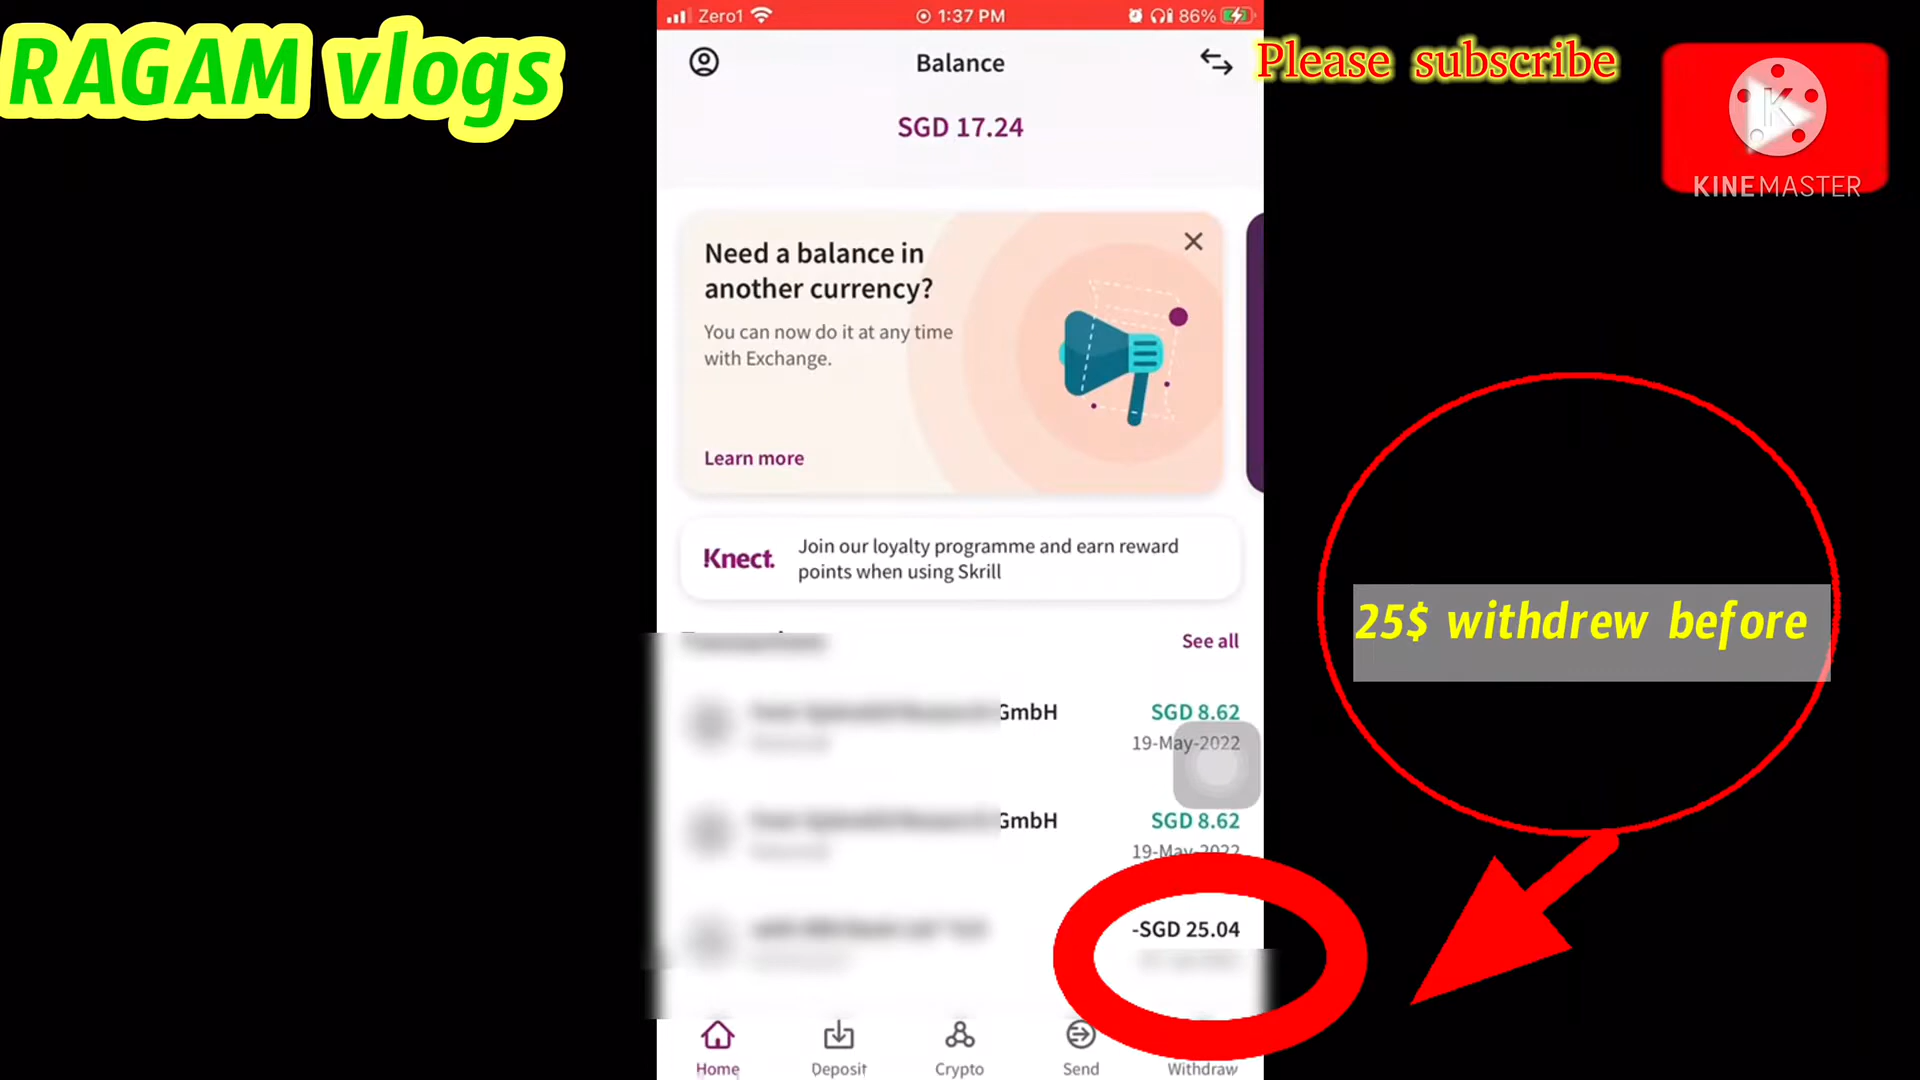 RAGAM vlogs
Zero1
1:37 PM
86%
Balance
SGD 17.24
Please subscribe
K
KINEMASTER
Need a balance in
another currency?
You can now do it at any time
with Exchange.
Learn more
Knect.
Join our loyalty programme and earn reward
points when using Skrill
See all
25$ withdrew before
GmbH
SGD 8.62
19-May-2022
GmbH
SGD 8.62
19-May-2022
-SGD 25.04
Home
Deposit
Crypto
Send
Withdraw